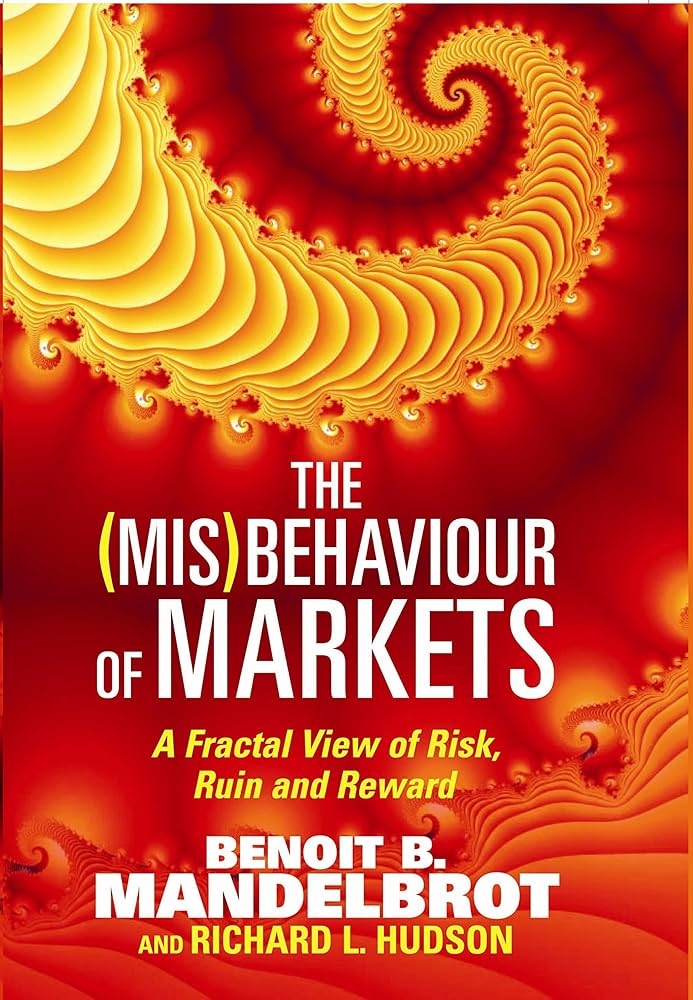 THE
(MIS)BEHAVIOUR
OF MARKETS
A Fractal View of Risk,
Ruin and Reward
BENOIT B.
MANDELBROT
AND RICHARD L. HUDSON